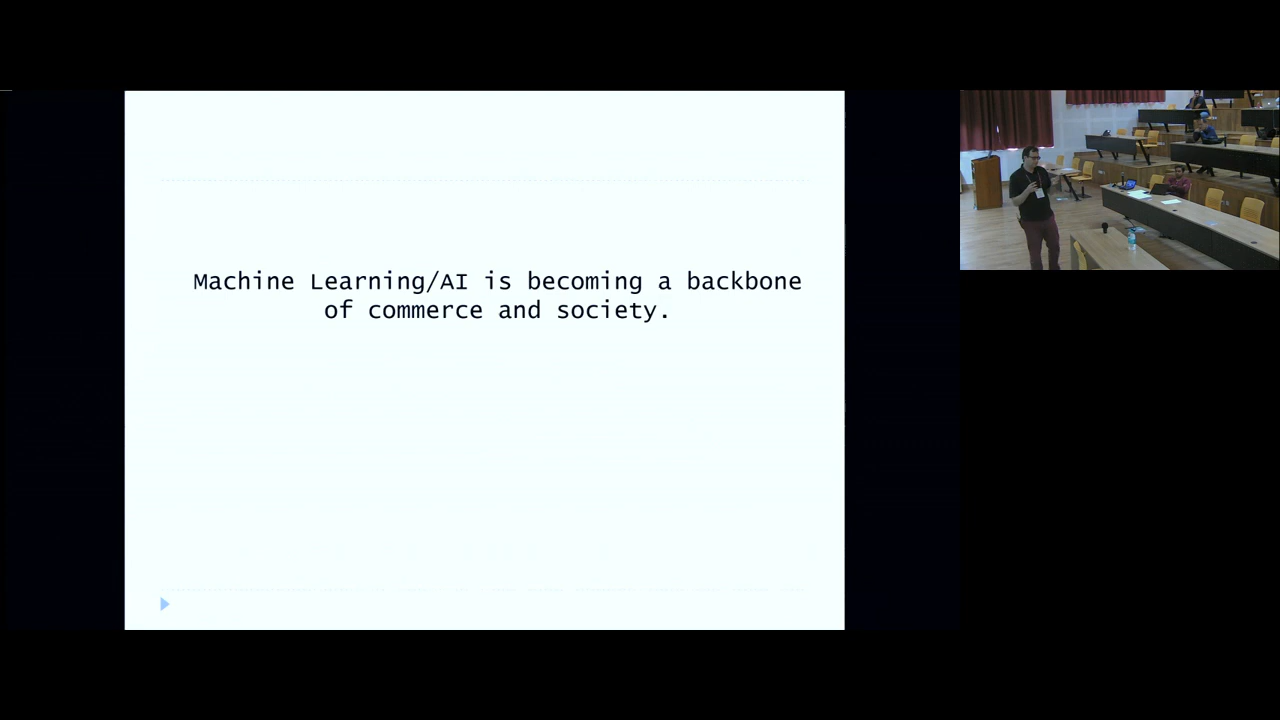 Machine Learning/AI is becoming a backbone
of commerce and society.